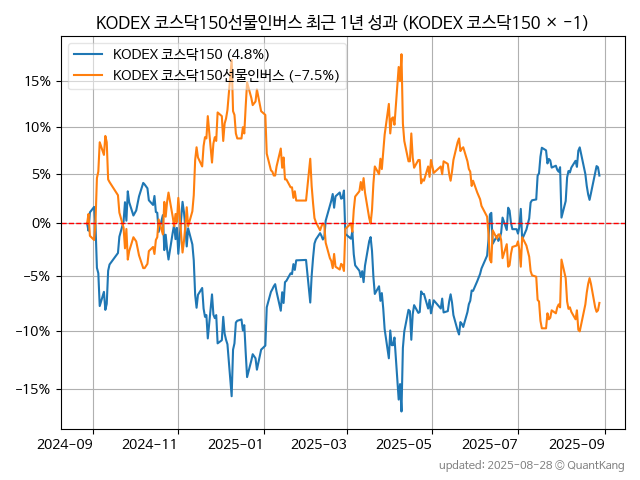 KODEX 코스닥150선물인버스 최근 1년 성과 (KODEX 코스닥150 × −1)
KODEX 코스닥150 (4.8%)
KODEX 코스닥150선물인버스 (−7.5%)
15%
10%
5%
0%
−5%
−10%
−15%
2024-09 2024-11 2025-01 2025-03 2025-05 2025-07 2025-09
updated: 2025-08-28 © QuantKang